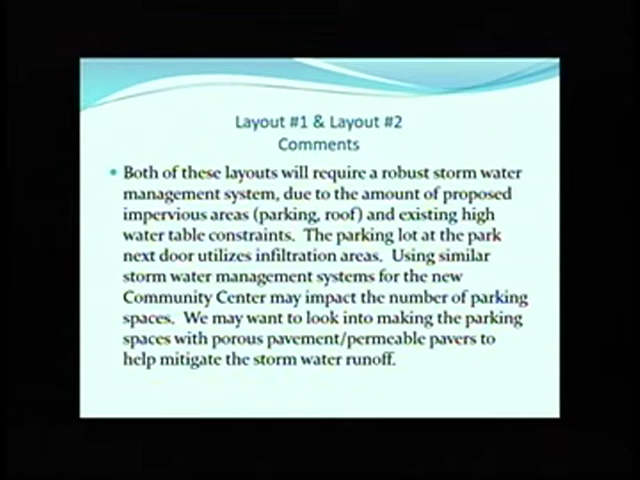 Layout #1 & Layout #2
Comments
• Both of these layouts will require a robust storm water
management system, due to the amount of proposed
impervious areas (parking, roof) and existing high
water table constraints.  The parking lot at the park
next door utilizes infiltration areas.  Using similar
storm water management systems for the new
Community Center may impact the number of parking
spaces.  We may want to look into making the parking
spaces with porous pavement/permeable pavers to
help mitigate the storm water runoff.